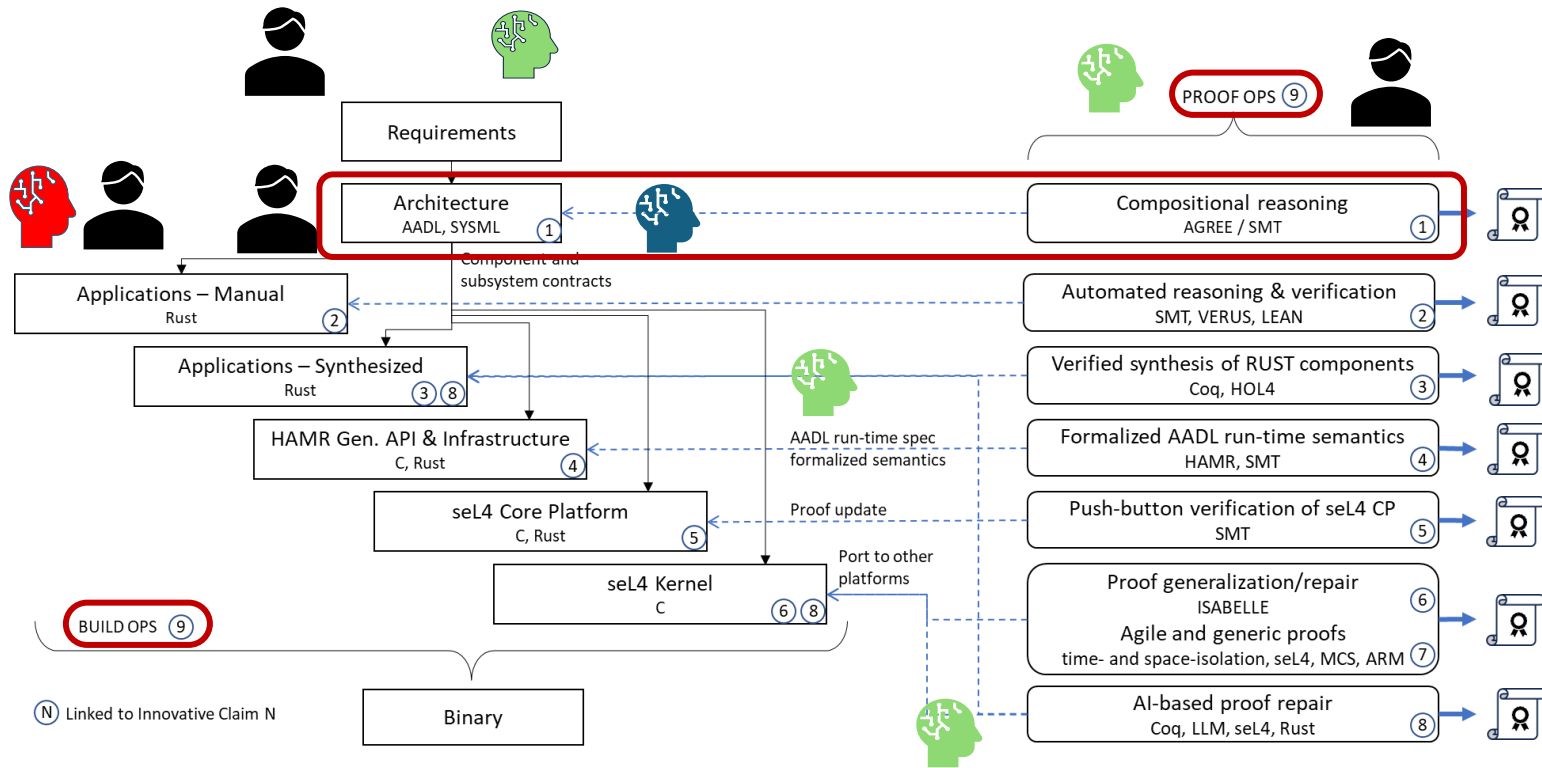 PROOF OPS 9
Requirements
Architecture
AADL, SYSML
1
Compositional reasoning
AGREE / SMT
1
Component and
subsystem contracts
Applications – Manual
Rust
2
Automated reasoning & verification
SMT, VERUS, LEAN
2
Applications – Synthesized
Rust
3 8
Verified synthesis of RUST components
Coq, HOL4
3
HAMR Gen. API & Infrastructure
C, Rust
4
AADL run-time spec
formalized semantics
Formalized AADL run-time semantics
HAMR, SMT
4
seL4 Core Platform
C, Rust
5
Proof update
Push-button verification of seL4 CP
SMT
5
Port to other
platforms
seL4 Kernel
C
6 8
Proof generalization/repair
ISABELLE
6
Agile and generic proofs
time- and space-isolation, seL4, MCS, ARM
7
BUILD OPS 9
AI-based proof repair
Coq, LLM, seL4, Rust
8
N Linked to Innovative Claim N
Binary